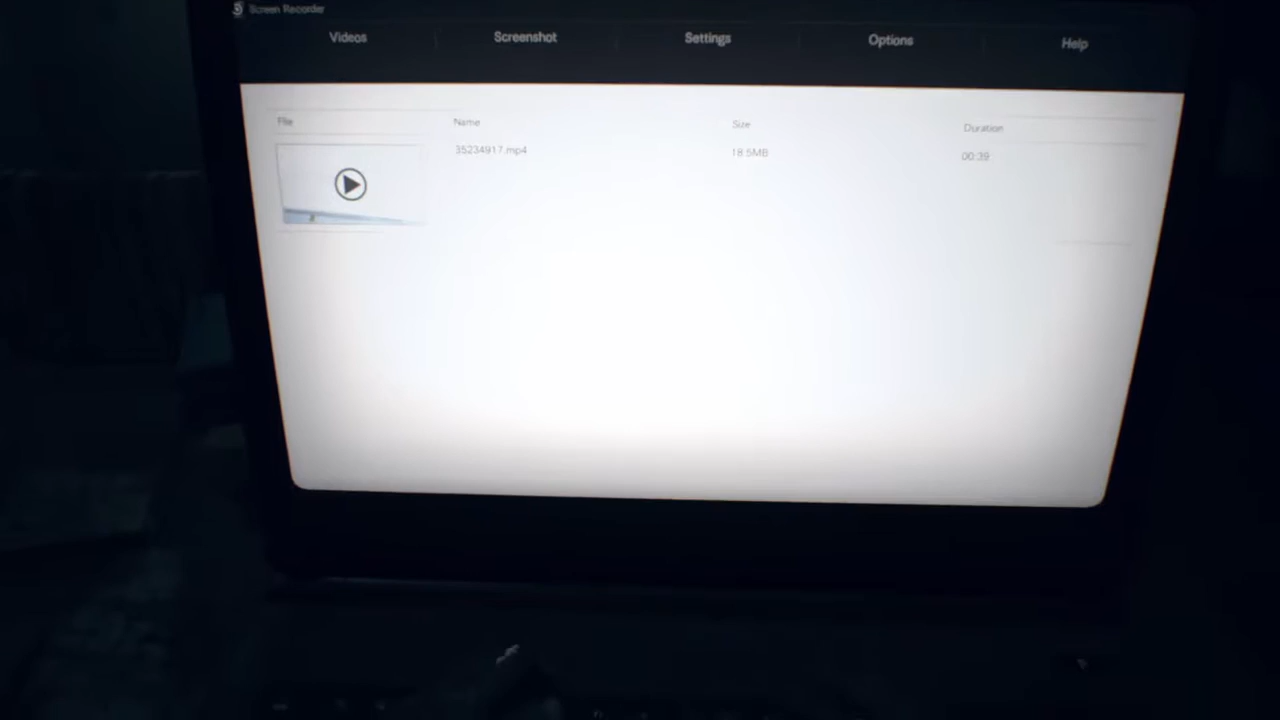 Screen Recorder
Videos Screenshot Settings Options Help
File Name Size Duration
35234917.mp4 18.5MB 00:39